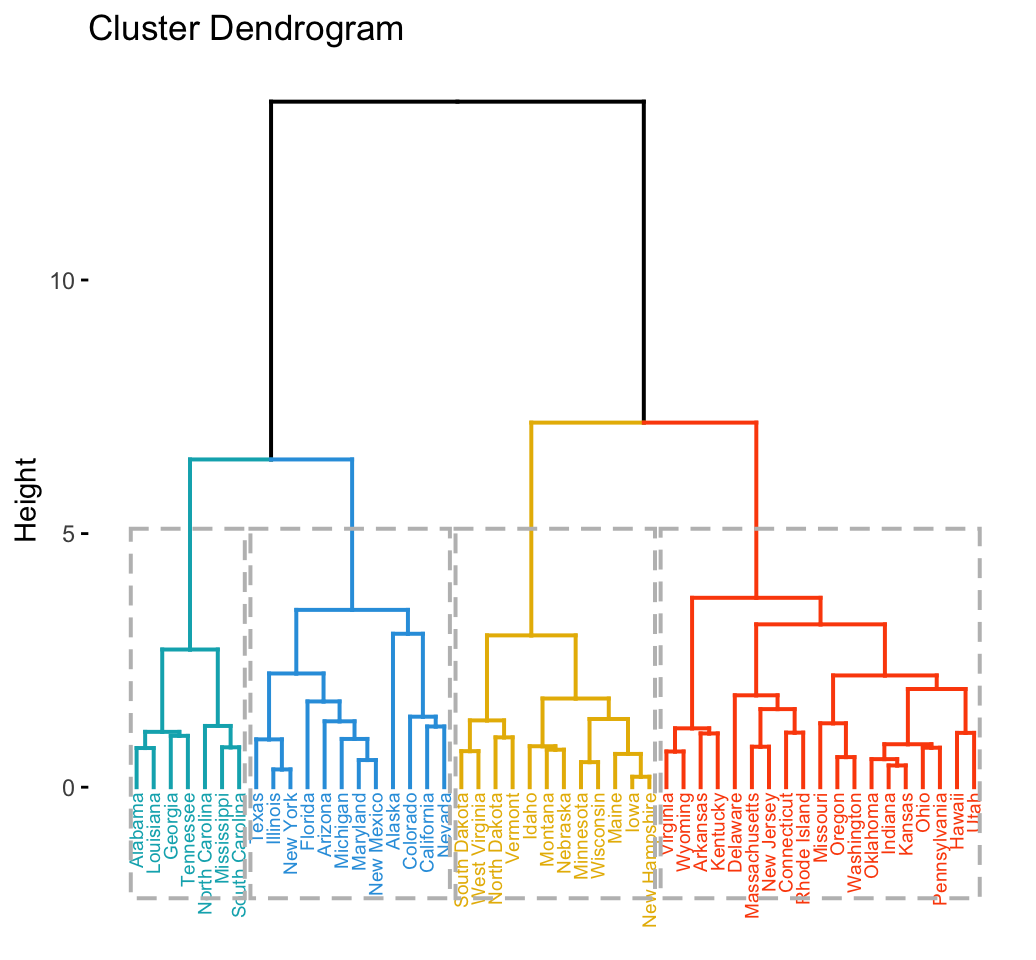 Cluster Dendrogram
Height
10
5
0
Alabama
Louisiana
Georgia
Tennessee
North Carolina
Mississippi
South Carolina
Texas
Illinois
New York
Florida
Arizona
Michigan
Maryland
New Mexico
Alaska
Colorado
California
Nevada
South Dakota
West Virginia
North Dakota
Vermont
Idaho
Montana
Nebraska
Minnesota
Wisconsin
Maine
Iowa
New Hampshire
Virginia
Wyoming
Arkansas
Kentucky
Delaware
Massachusetts
New Jersey
Connecticut
Rhode Island
Missouri
Oregon
Washington
Oklahoma
Indiana
Kansas
Ohio
Pennsylvania
Hawaii
Utah